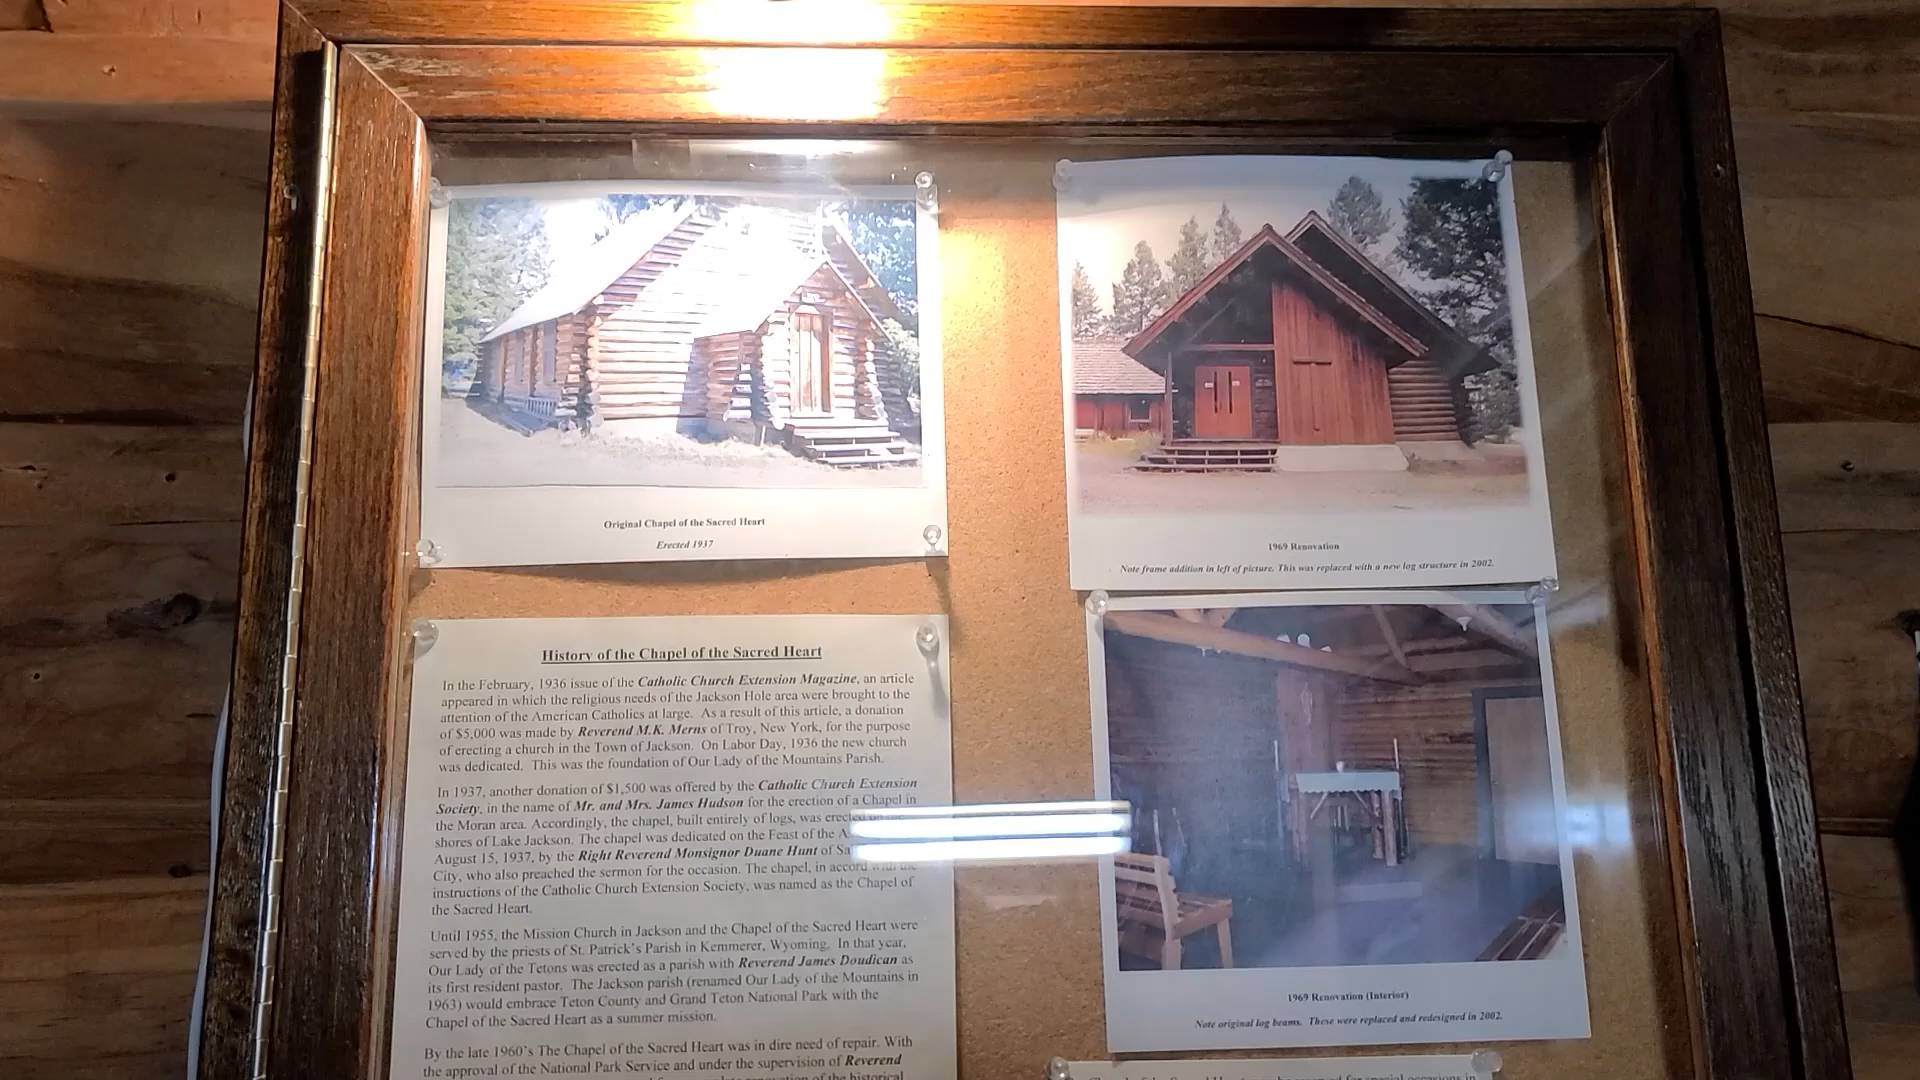 Original Chapel of the Sacred Heart
Erected 1937
1969 Renovation
Note frame addition in left of picture. This was replaced with a new log structure in 2002.
History of the Chapel of the Sacred Heart
In the February, 1936 issue of the Catholic Church Extension Magazine, an article
appeared in which the religious needs of the Jackson Hole area were brought to the
attention of the American Catholics at large. As a result of this article, a donation
of $5,000 was made by Reverend M.K. Merns of Troy, New York, for the purpose
of erecting a church in the Town of Jackson. On Labor Day, 1936 the new church
was dedicated. This was the foundation of Our Lady of the Mountains Parish.
In 1937, another donation of $1,500 was offered by the Catholic Church Extension
Society, in the name of Mr. and Mrs. James Hudson for the erection of a Chapel in
the Moran area. Accordingly, the chapel, built entirely of logs, was erected
shores of Lake Jackson. The chapel was dedicated on the Feast of the
August 15, 1937, by the Right Reverend Monsignor Duane Hunt of
City, who also preached the sermon for the occasion. The chapel, in accord with the
instructions of the Catholic Church Extension Society, was named as the Chapel of
the Sacred Heart.
Until 1955, the Mission Church in Jackson and the Chapel of the Sacred Heart were
served by the priests of St. Patrick's Parish in Kemmerer, Wyoming. In that year,
Our Lady of the Tetons was erected as a parish with Reverend James Doudican as
its first resident pastor. The Jackson parish (renamed Our Lady of the Mountains in
1963) would embrace Teton County and Grand Teton National Park with the
Chapel of the Sacred Heart as a summer mission.
By the late 1960's The Chapel of the Sacred Heart was in dire need of repair. With
the approval of the National Park Service and under the supervision of Reverend
renovation of the historical
1969 Renovation (Interior)
Note original log beams. These were replaced and redesigned in 2002.
for special occasions in